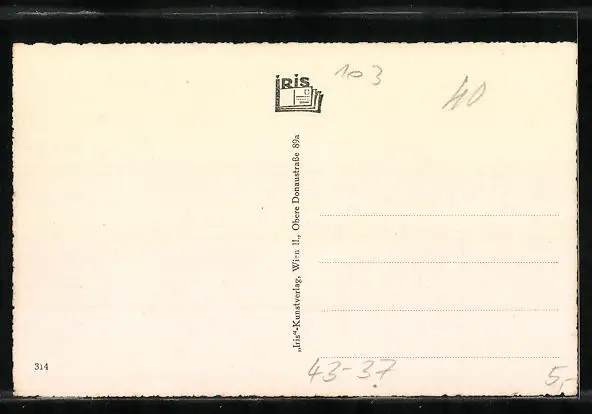 IRIS
103
40
„Iris"-Kunstverlag, Wien II., Obere Donaustraße 89a
314
43-37
5,-